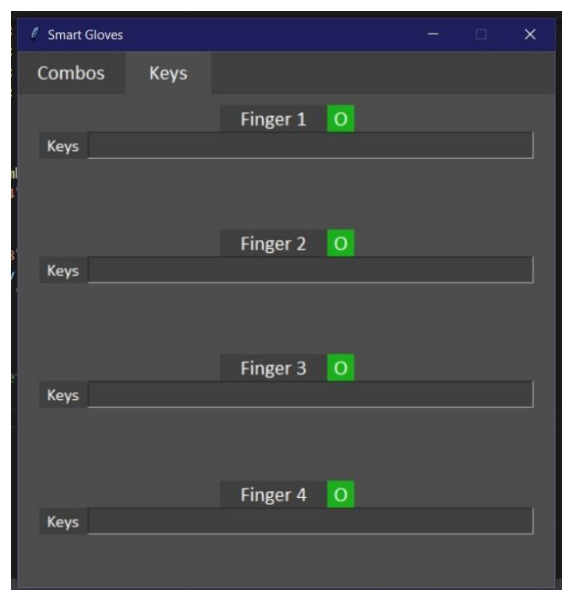 Smart Gloves
Combos Keys
Finger 1 O
Keys
Finger 2 O
Keys
Finger 3 O
Keys
Finger 4 O
Keys